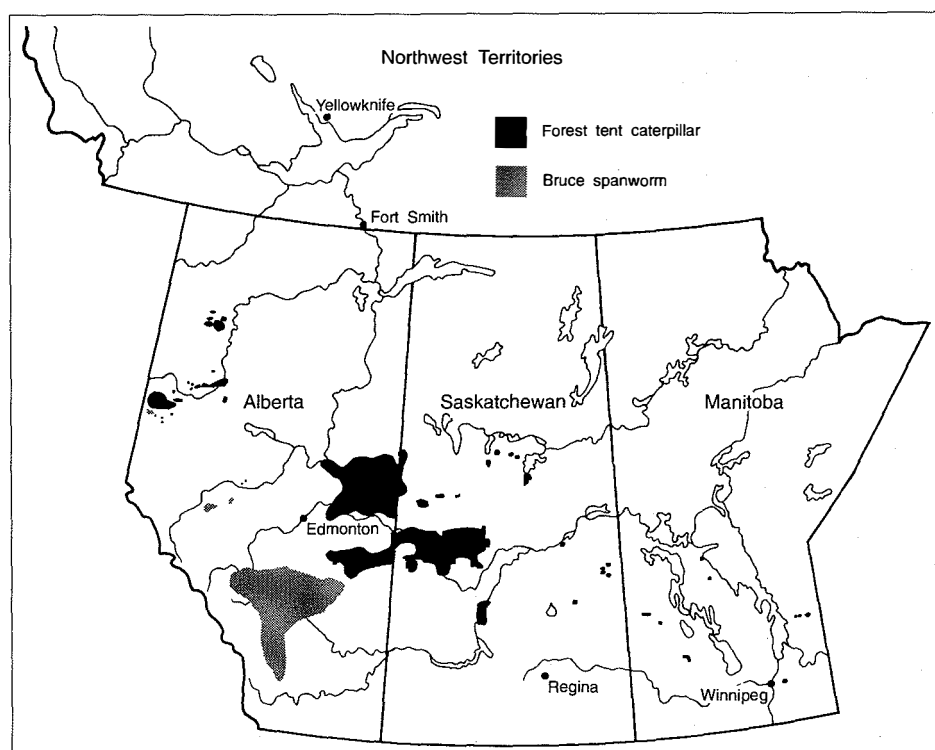 Northwest Territories
Yellowknife
Forest tent caterpillar
Bruce spanworm
Fort Smith
Alberta
Saskatchewan
Manitoba
Edmonton
Regina
Winnipeg